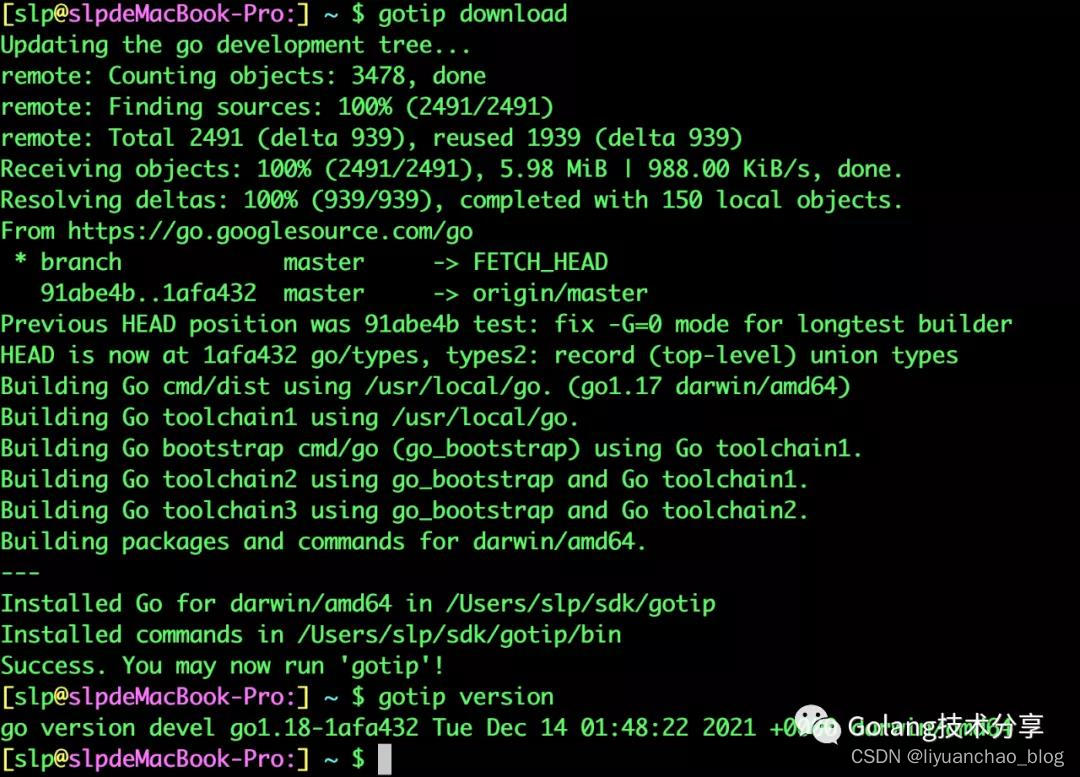 [slp@slpdeMacBook-Pro:] ~ $ gotip download
Updating the go development tree...
remote: Counting objects: 3478, done
remote: Finding sources: 100% (2491/2491)
remote: Total 2491 (delta 939), reused 1939 (delta 939)
Receiving objects: 100% (2491/2491), 5.98 MiB | 988.00 KiB/s, done.
Resolving deltas: 100% (939/939), completed with 150 local objects.
From https://go.googlesource.com/go
 * branch            master     -> FETCH_HEAD
   91abe4b..1afa432  master     -> origin/master
Previous HEAD position was 91abe4b test: fix -G=0 mode for longtest builder
HEAD is now at 1afa432 go/types, types2: record (top-level) union types
Building Go cmd/dist using /usr/local/go. (go1.17 darwin/amd64)
Building Go toolchain1 using /usr/local/go.
Building Go bootstrap cmd/go (go_bootstrap) using Go toolchain1.
Building Go toolchain2 using go_bootstrap and Go toolchain1.
Building Go toolchain3 using go_bootstrap and Go toolchain2.
Building packages and commands for darwin/amd64.
---
Installed Go for darwin/amd64 in /Users/slp/sdk/gotip
Installed commands in /Users/slp/sdk/gotip/bin
Success. You may now run 'gotip'!
[slp@slpdeMacBook-Pro:] ~ $ gotip version
go version devel go1.18-1afa432 Tue Dec 14 01:48:22 2021
Golang技术分享
[slp@slpdeMacBook-Pro:] ~ $
CSDN @liyuanchao_blog